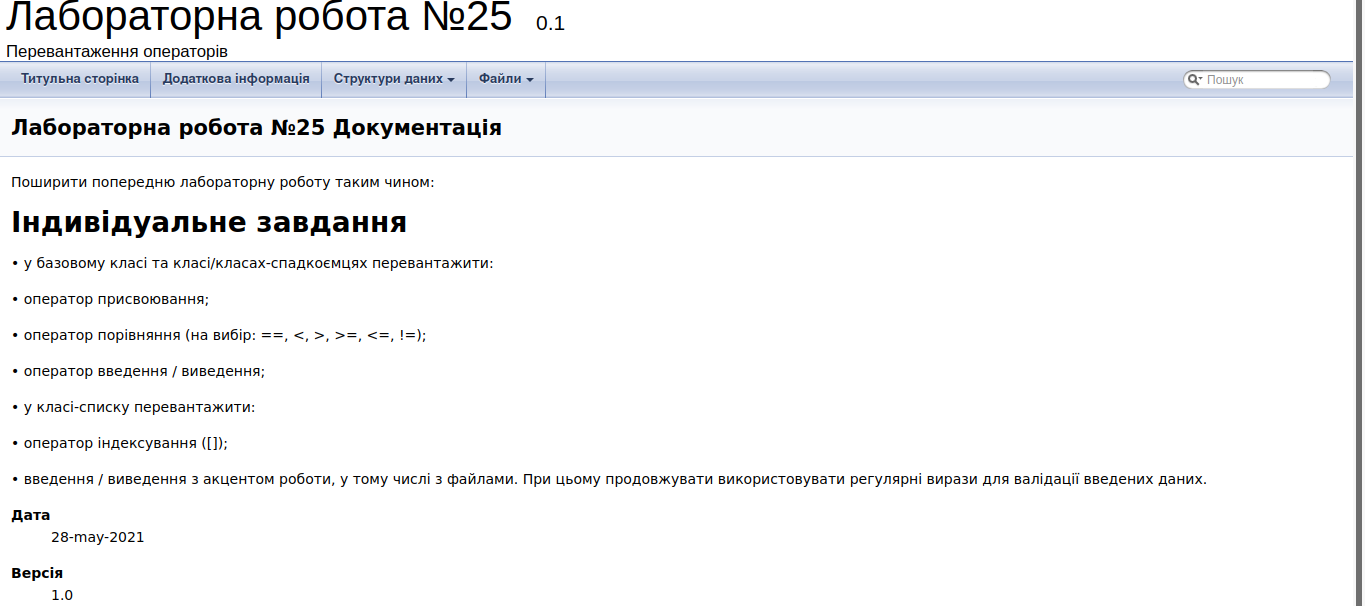 Лабораторна робота №25 0.1
Перевантаження операторів
Титульна сторінка Додаткова інформація Структури даних Файли Пошук
Лабораторна робота №25 Документація
Поширити попередню лабораторну роботу таким чином:
Індивідуальне завдання
• у базовому класі та класі/класах-спадкоємцях перевантажити:
• оператор присвоювання;
• оператор порівняння (на вибір: ==, <, >, >=, <=, !=);
• оператор введення / виведення;
• у класі-списку перевантажити:
• оператор індексування ([]);
• введення / виведення з акцентом роботи, у тому числі з файлами. При цьому продовжувати використовувати регулярні вирази для валідації введених даних.
Дата
28-may-2021
Версія
1.0